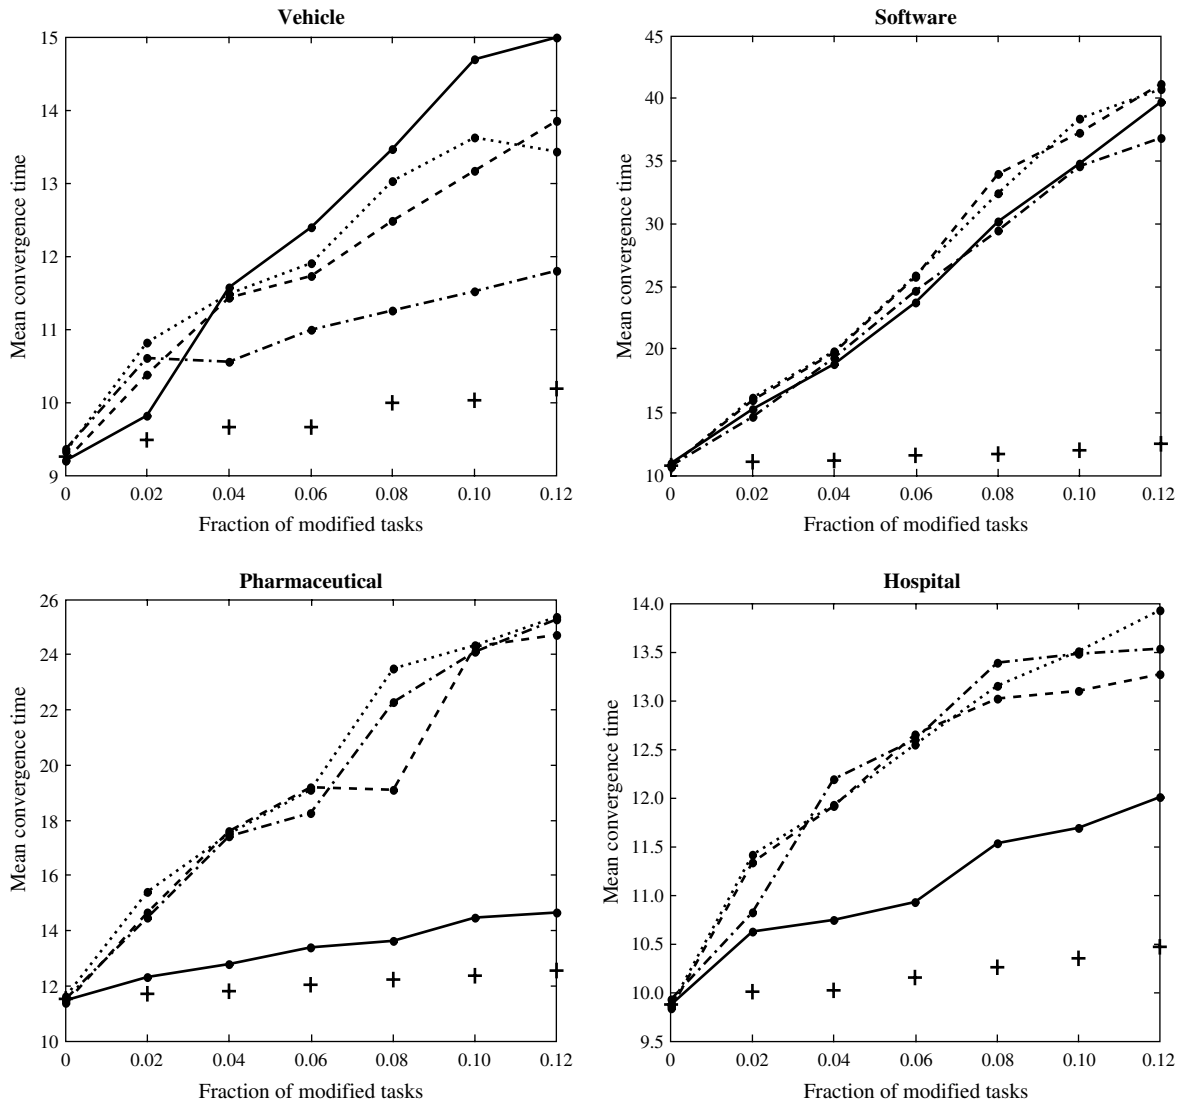 Vehicle
15
14
13
12
11
10
9
Mean convergence time
0 0.02 0.04 0.06 0.08 0.10 0.12
Fraction of modified tasks
Software
45
40
35
30
25
20
15
10
Mean convergence time
0 0.02 0.04 0.06 0.08 0.10 0.12
Fraction of modified tasks
Pharmaceutical
26
24
22
20
18
16
14
12
10
Mean convergence time
0 0.02 0.04 0.06 0.08 0.10 0.12
Fraction of modified tasks
Hospital
14.0
13.5
13.0
12.5
12.0
11.5
11.0
10.5
10.0
9.5
Mean convergence time
0 0.02 0.04 0.06 0.08 0.10 0.12
Fraction of modified tasks